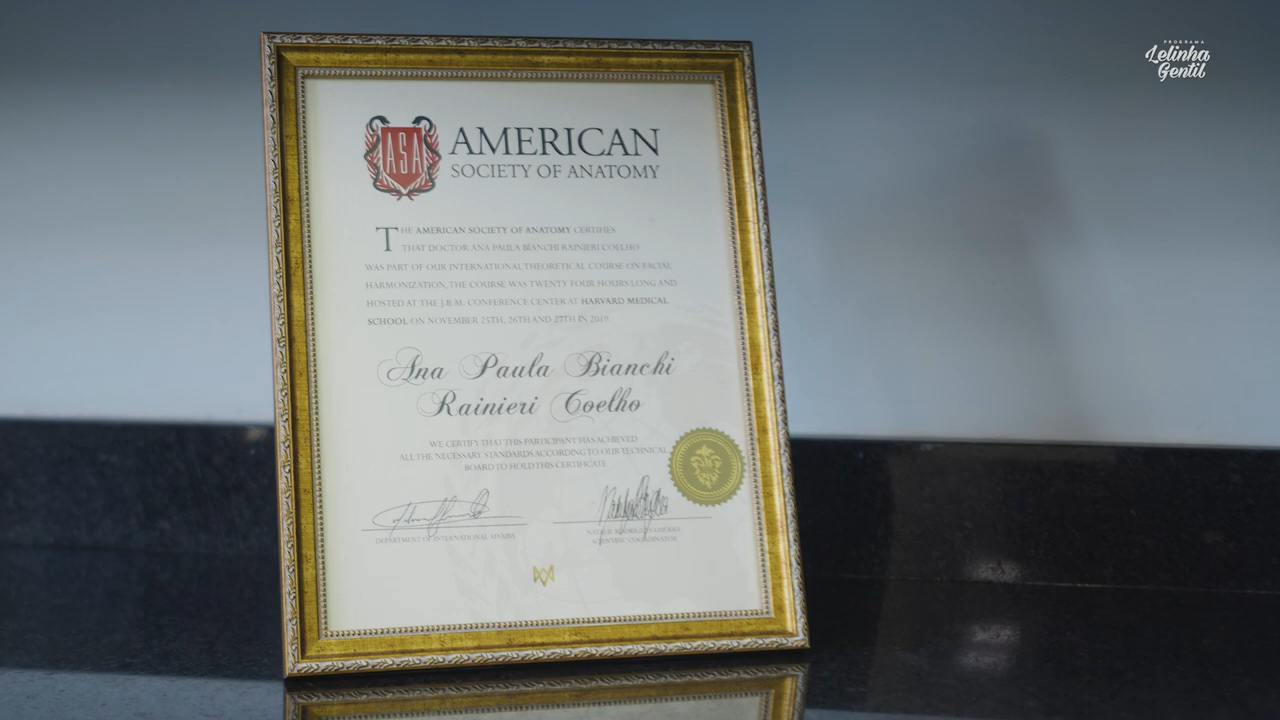 PROGRAMA
Lelinha
Gentil
ASA
AMERICAN
SOCIETY OF ANATOMY
THE AMERICAN SOCIETY OF ANATOMY CERTIFIES
THAT DOCTOR ANA PAULA BIANCHI RAINIERI COELHO
WAS PART OF OUR INTERNATIONAL THEORETICAL COURSE ON FACIAL
HARMONIZATION, THE COURSE WAS TWENTY FOUR HOURS LONG AND
HOSTED AT THE J.B.M. CONFERENCE CENTER AT HARVARD MEDICAL
SCHOOL ON NOVEMBER 25TH, 26TH AND 27TH IN 2019.
Ana Paula Bianchi
Rainieri Coelho
WE CERTIFY THAT THIS PARTICIPANT HAS ACHIEVED
ALL THE NECESSARY STANDARDS ACCORDING TO OUR TECHNICAL
BOARD TO HOLD THIS CERTIFICATE
DEPARTMENT OF INTERNATIONAL AFFAIRS
SCIENTIFIC COORDINATOR